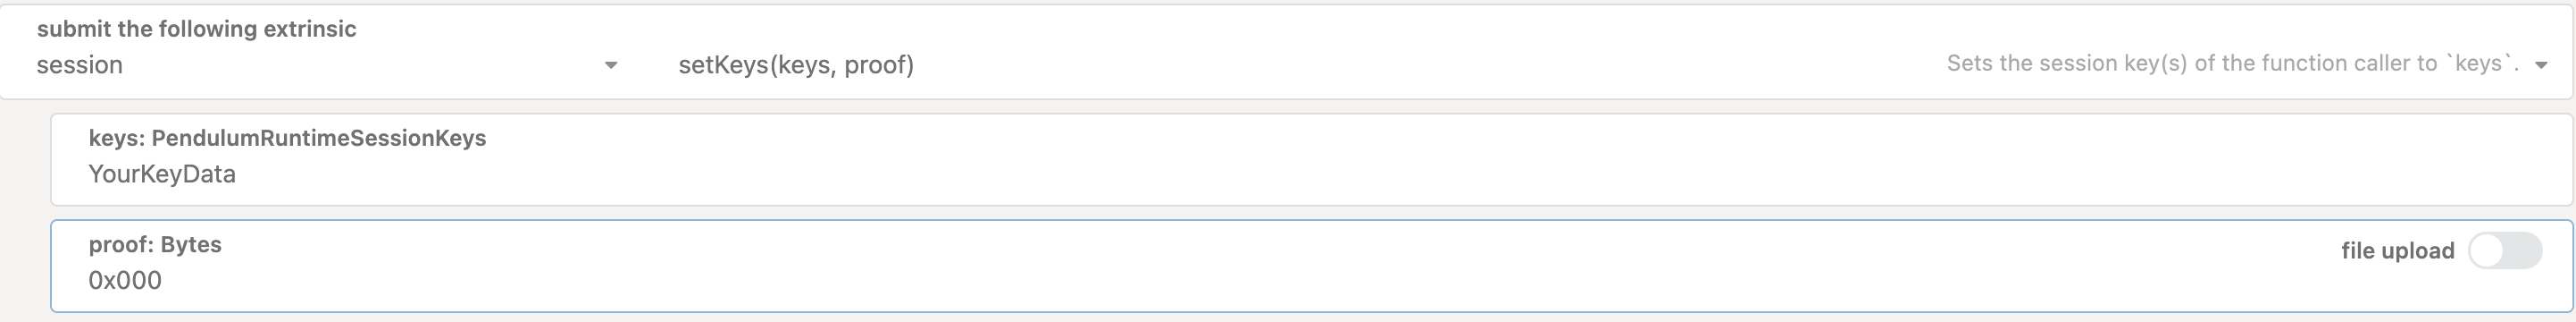 submit the following extrinsic
session
setKeys(keys, proof)
Sets the session key(s) of the function caller to `keys`.
keys: PendulumRuntimeSessionKeys
YourKeyData
proof: Bytes
0x000
file upload